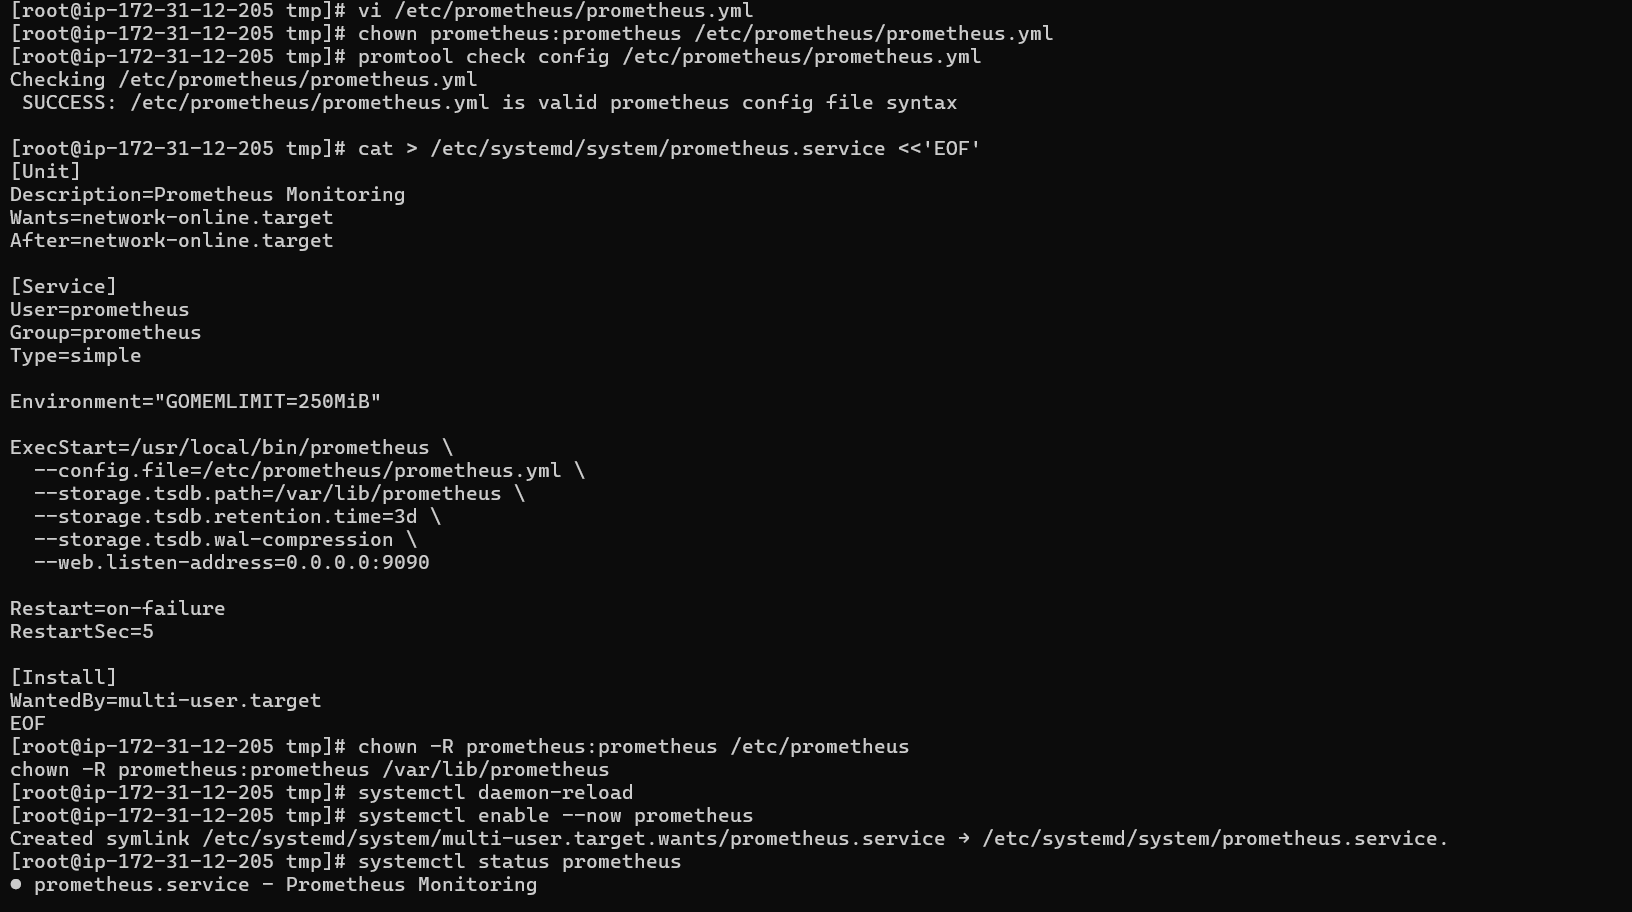 [root@ip-172-31-12-205 tmp]# vi /etc/prometheus/prometheus.yml
[root@ip-172-31-12-205 tmp]# chown prometheus:prometheus /etc/prometheus/prometheus.yml
[root@ip-172-31-12-205 tmp]# promtool check config /etc/prometheus/prometheus.yml
Checking /etc/prometheus/prometheus.yml
 SUCCESS: /etc/prometheus/prometheus.yml is valid prometheus config file syntax

[root@ip-172-31-12-205 tmp]# cat > /etc/systemd/system/prometheus.service <<'EOF'
[Unit]
Description=Prometheus Monitoring
Wants=network-online.target
After=network-online.target

[Service]
User=prometheus
Group=prometheus
Type=simple

Environment="GOMEMLIMIT=250MiB"

ExecStart=/usr/local/bin/prometheus \
  --config.file=/etc/prometheus/prometheus.yml \
  --storage.tsdb.path=/var/lib/prometheus \
  --storage.tsdb.retention.time=3d \
  --storage.tsdb.wal-compression \
  --web.listen-address=0.0.0.0:9090

Restart=on-failure
RestartSec=5

[Install]
WantedBy=multi-user.target
EOF
[root@ip-172-31-12-205 tmp]# chown -R prometheus:prometheus /etc/prometheus
chown -R prometheus:prometheus /var/lib/prometheus
[root@ip-172-31-12-205 tmp]# systemctl daemon-reload
[root@ip-172-31-12-205 tmp]# systemctl enable --now prometheus
Created symlink /etc/systemd/system/multi-user.target.wants/prometheus.service → /etc/systemd/system/prometheus.service.
[root@ip-172-31-12-205 tmp]# systemctl status prometheus
● prometheus.service - Prometheus Monitoring